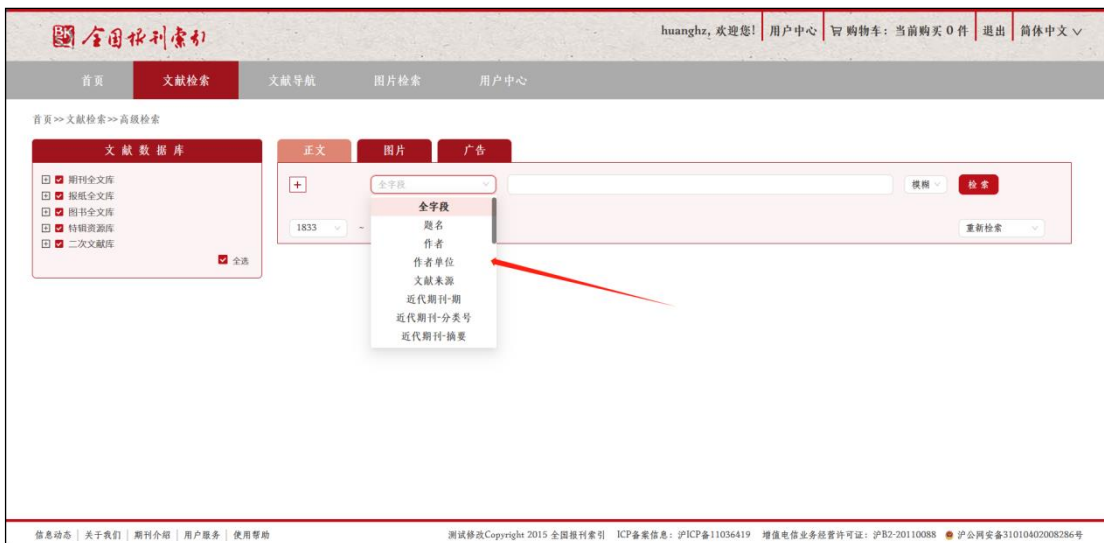 全国报刊索引
huanghz, 欢迎您! 用户中心 购物车: 当前购买 0 件 退出 简体中文
首页 文献检索 文献导航 图片检索 用户中心
首页>>文献检索>>高级检索
文献数据库
期刊全文库
报纸全文库
图书全文库
特辑资源库
二次文献库
全选
正文 图片 广告
全字段 模糊 检索
全字段
题名
作者
作者单位
文献来源
近代期刊-期
近代期刊-分类号
近代期刊-摘要
1833 - 重新检索
信息动态 | 关于我们 | 期刊介绍 | 用户服务 | 使用帮助
测试修改Copyright 2015 全国报刊索引 ICP备案信息: 沪ICP备11036419 增值电信业务经营许可证: 沪B2-20110088 沪公网安备31010402008286号